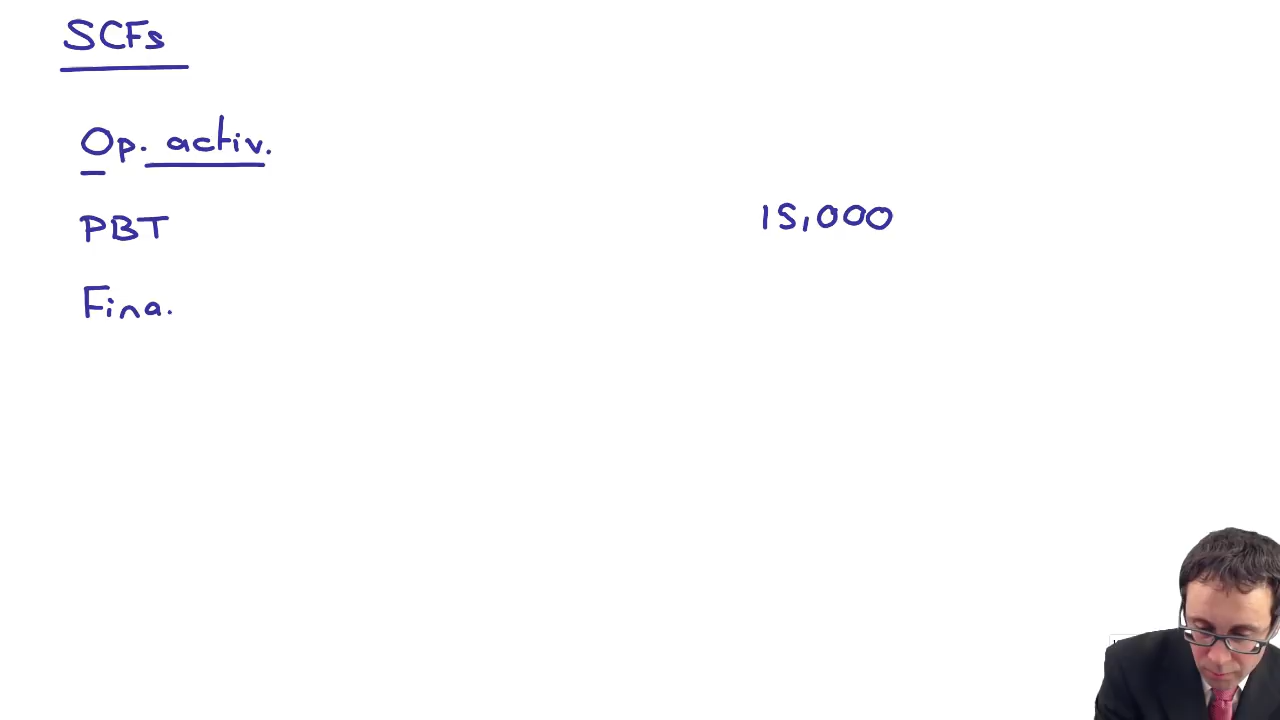 SCFs
Op. activ.
PBT 15,000
Fina.